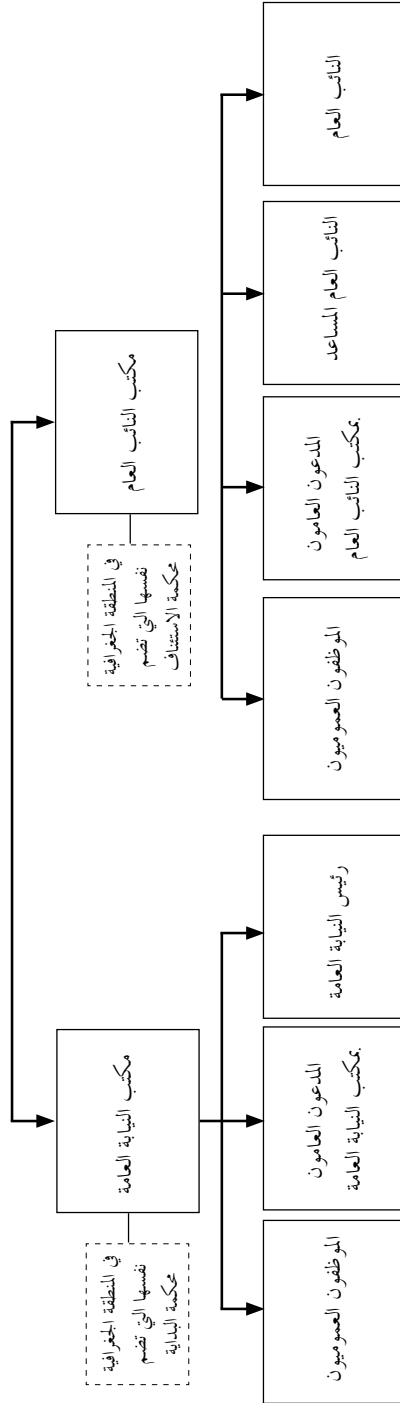 مكتب النائب العام
في المنطقة الجغرافية
نفسها التي تضم
محكمة الاستئناف
النائب العام
النائب العام المساعد
المدعون العامون
بمكتب النائب العام
الموظفون العموميون
مكتب النيابة العامة
في المنطقة الجغرافية
نفسها التي تضم
محكمة البداية
رئيس النيابة العامة
المدعون العامون
بمكتب النيابة العامة
الموظفون العموميون